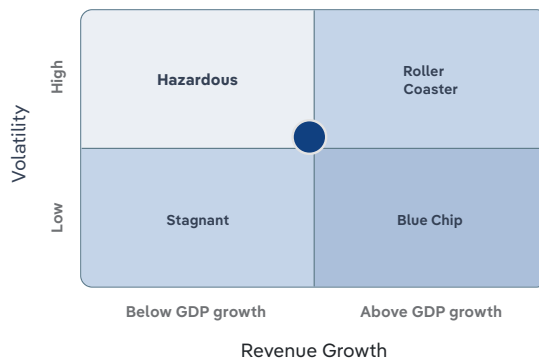 High
Hazardous
Roller
Coaster
Volatility
Low
Stagnant
Blue Chip
Below GDP growth
Above GDP growth
Revenue Growth